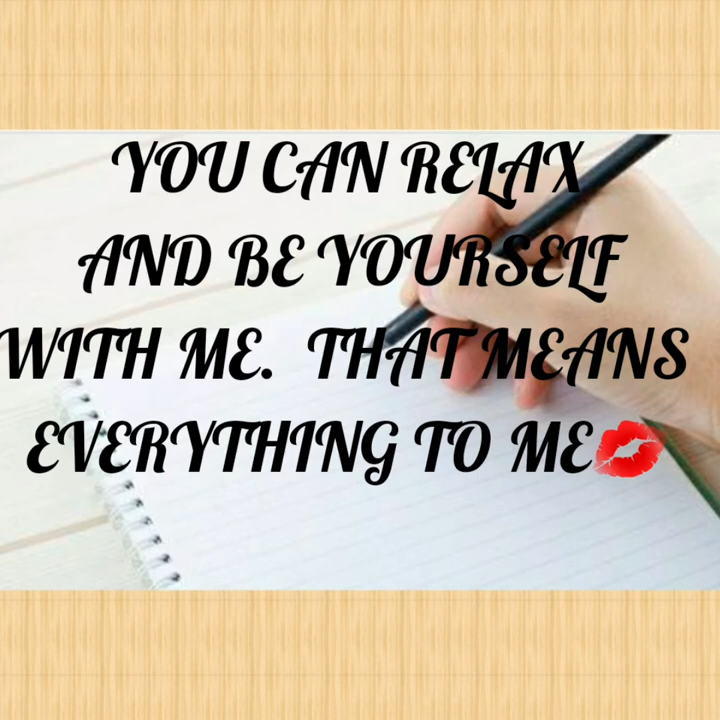 YOU CAN RELAX
AND BE YOURSELF
WITH ME. THAT MEANS
EVERYTHING TO ME💋